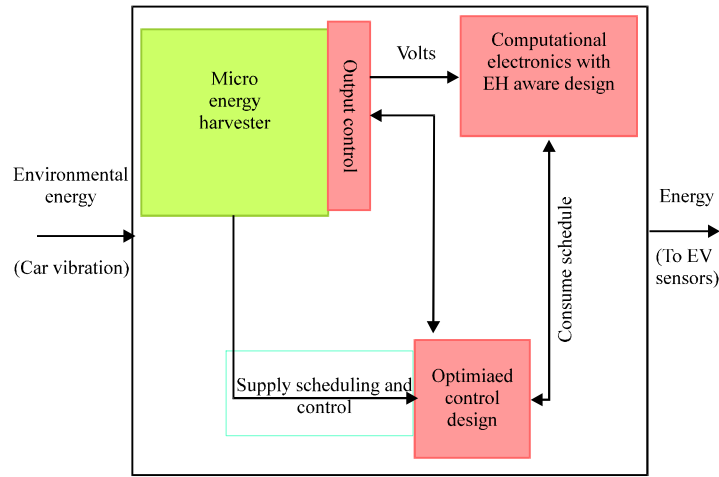 Micro
energy
harvester
Output control
Volts
Computational
electronics with
EH aware design
Environmental
energy
(Car vibration)
Energy
(To EV
sensors)
Consume schedule
Supply scheduling and
control
Optimiaed
control
design